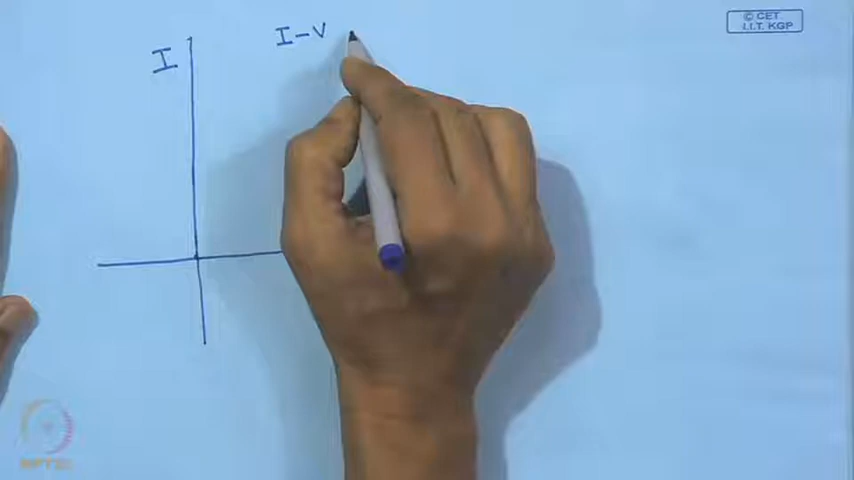 I-V
I
© CET
I.I.T. KGP
NPTEL